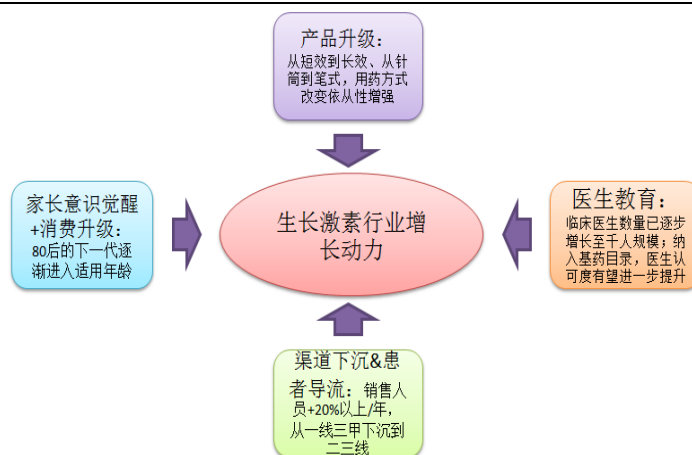 产品升级：
从短效到长效、从针
筒到笔式，用药方式
改变依从性增强
家长意识觉醒
+消费升级：
80后的下一代逐
渐进入适用年龄
生长激素行业增
长动力
医生教育：
临床医生数量已逐步
增长至千人规模；纳
入基药目录，医生认
可度有望进一步提升
渠道下沉&患
者导流：销售人
员+20%以上/年，
从一线三甲下沉到
二三线